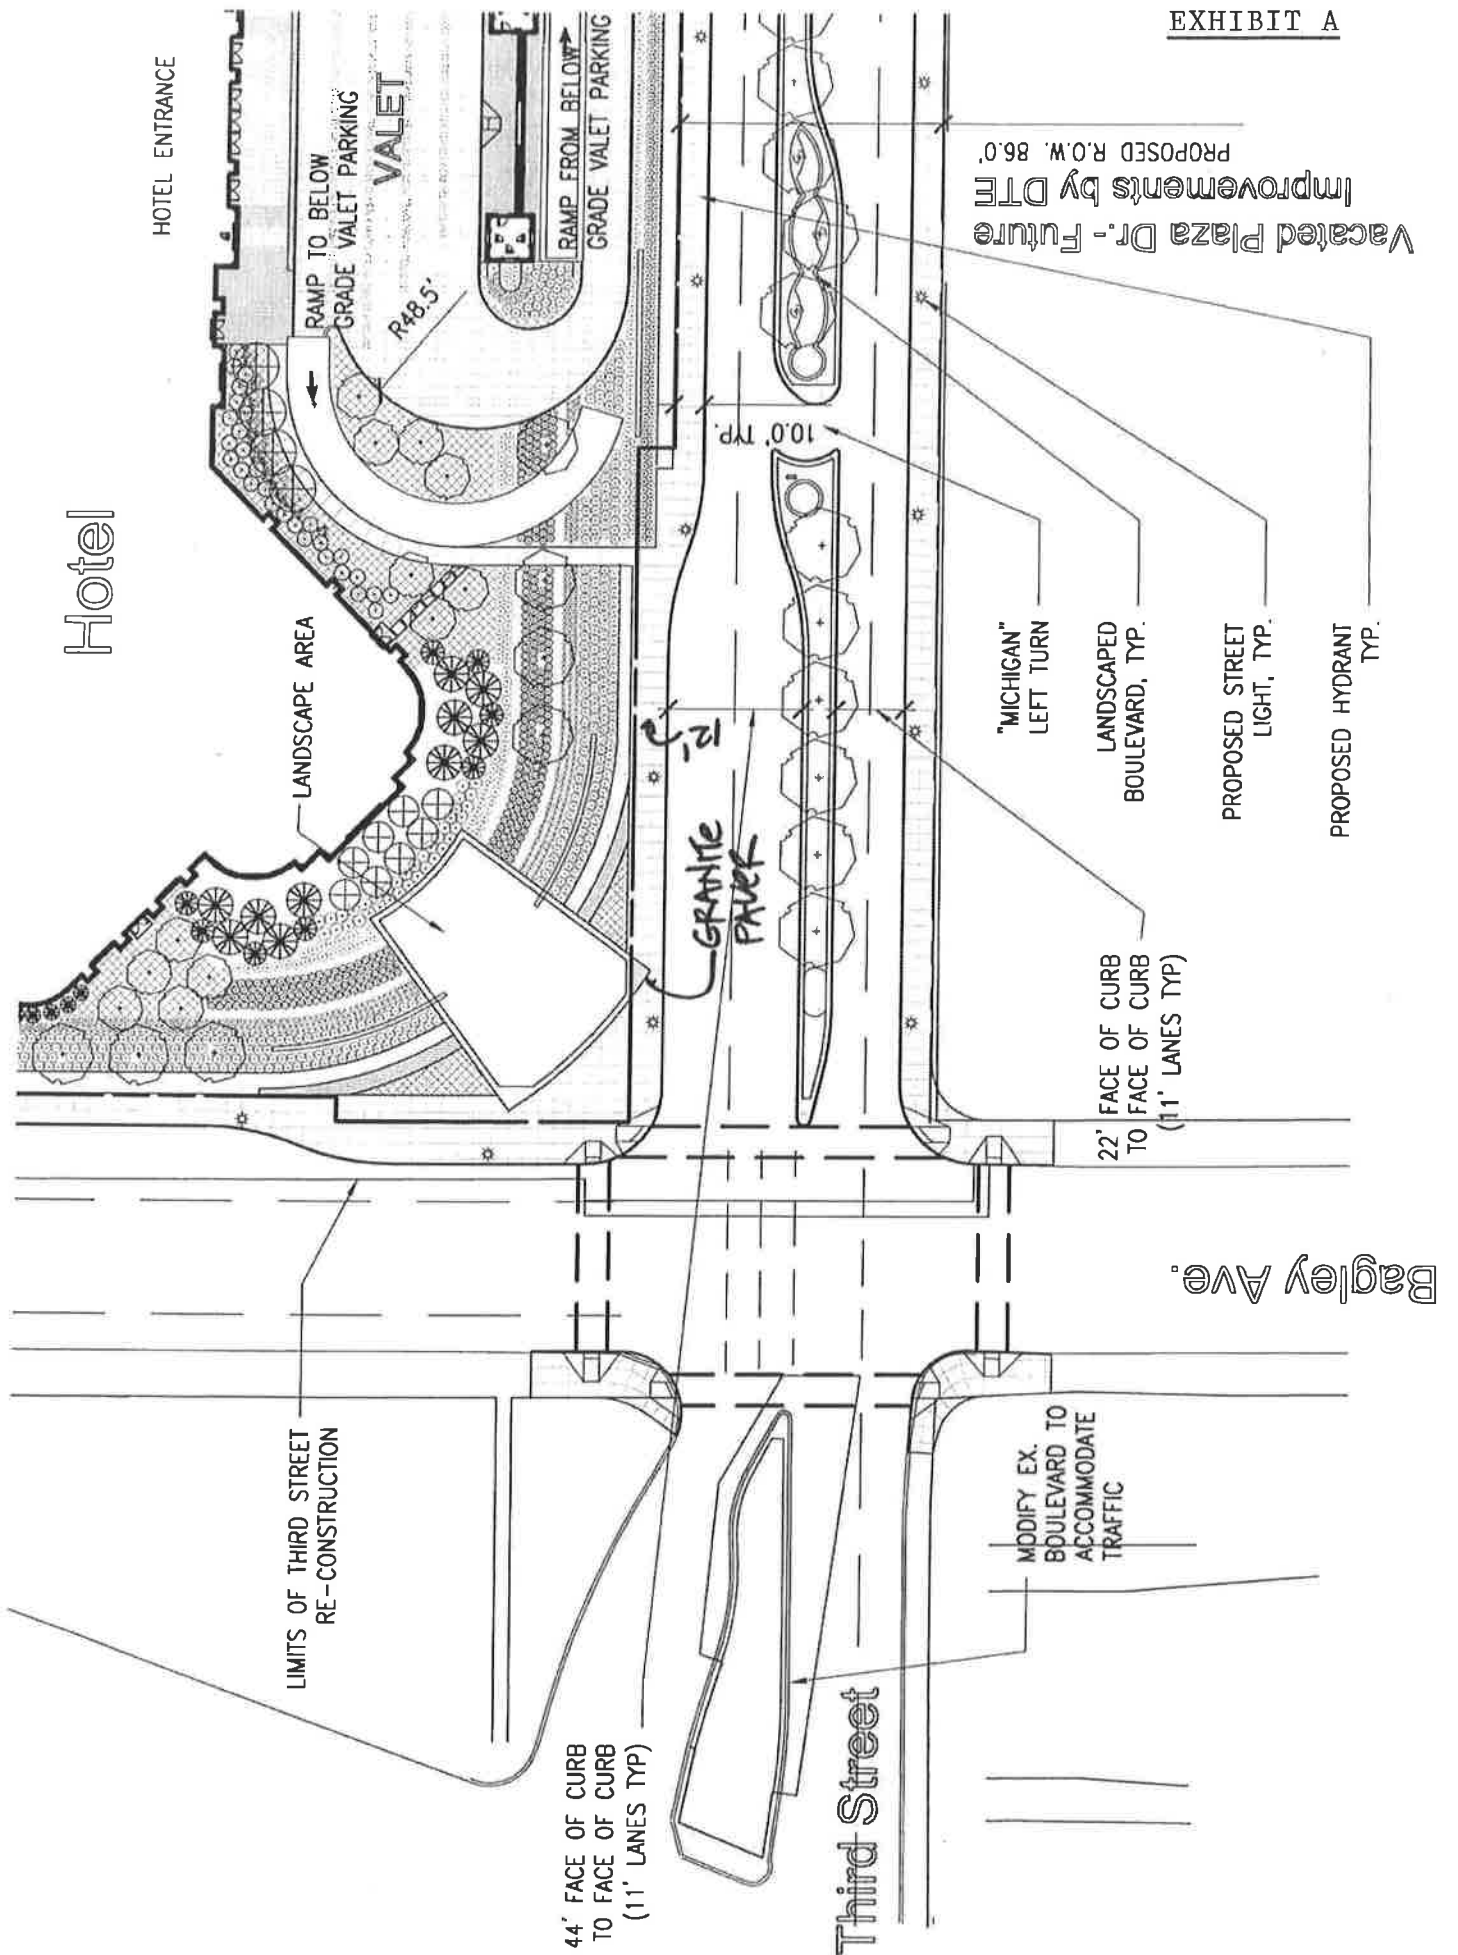 EXHIBIT A
HOTEL ENTRANCE
RAMP TO BELOW
GRADE VALET PARKING
VALET
RAMP FROM BELOW
GRADE VALET PARKING
R48.5'
Hotel
LANDSCAPE AREA
Vacated Plaza Dr.- Future
Improvements by DTE
PROPOSED R.O.W. 86.0'
10.0' TYP.
12'
GRANITE
PAVER
"MICHIGAN"
LEFT TURN
LANDSCAPED
BOULEVARD, TYP.
PROPOSED STREET
LIGHT, TYP.
PROPOSED HYDRANT
TYP.
22' FACE OF CURB
TO FACE OF CURB
(11' LANES TYP)
Bagley Ave.
LIMITS OF THIRD STREET
RE-CONSTRUCTION
MODIFY EX.
BOULEVARD TO
ACCOMMODATE
TRAFFIC
44' FACE OF CURB
TO FACE OF CURB
(11' LANES TYP)
Third Street